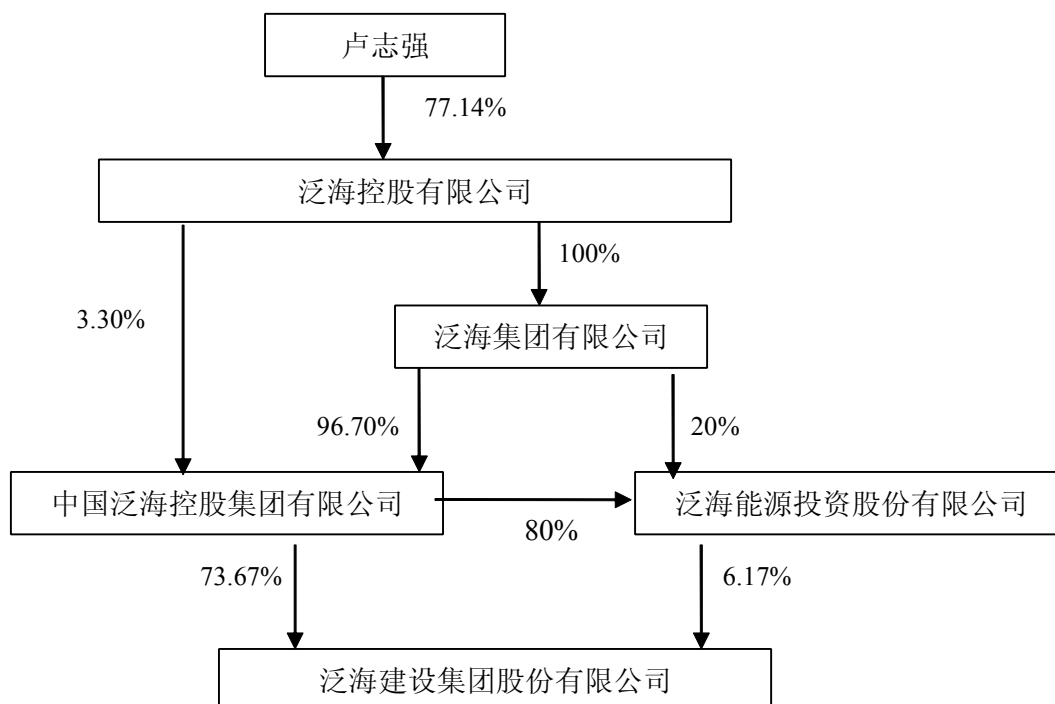 卢志强
77.14%
泛海控股有限公司
100%
3.30%
泛海集团有限公司
96.70%
20%
中国泛海控股集团有限公司
泛海能源投资股份有限公司
80%
73.67%
6.17%
泛海建设集团股份有限公司